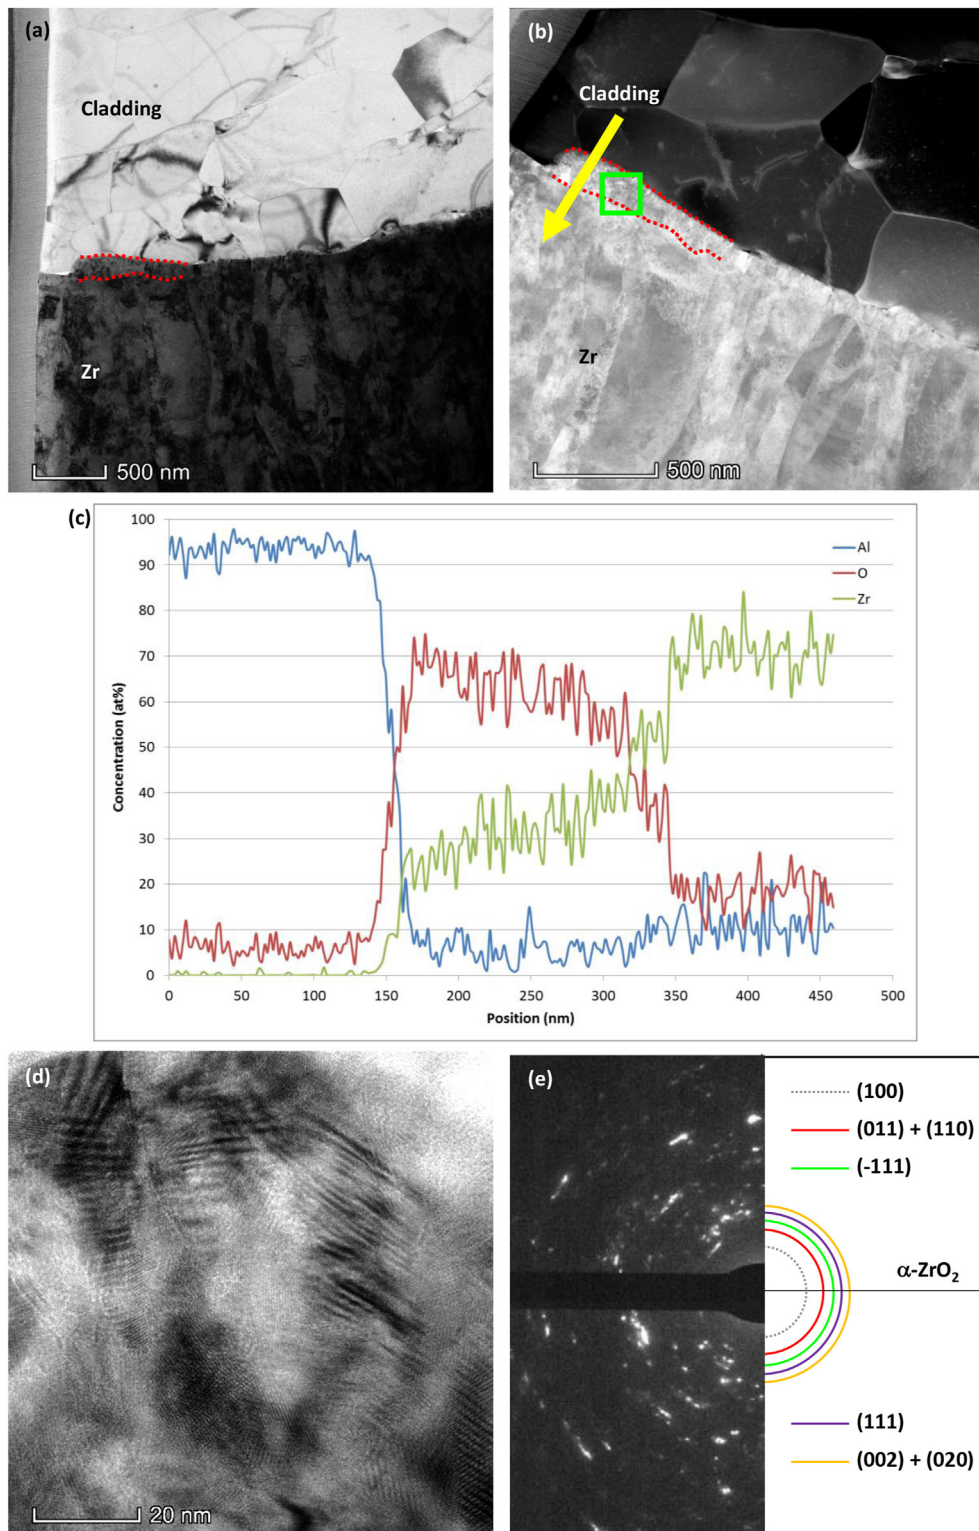 (a)
Cladding
Zr
500 nm
(b)
Cladding
Zr
500 nm
(c)
100
90
80
70
60
50
40
30
20
10
0
Concentration (at%)
Al
O
Zr
0 50 100 150 200 250 300 350 400 450 500
Position (nm)
(d)
20 nm
(e)
(100)
(011) + (110)
(-111)
α-ZrO₂
(111)
(002) + (020)